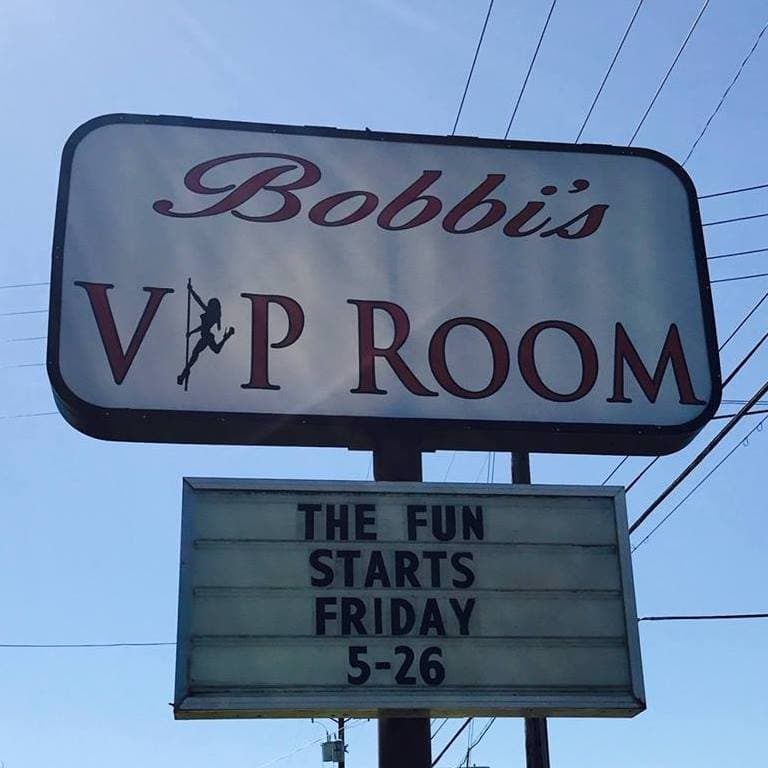 Bobbi's
VIP ROOM
THE FUN
STARTS
FRIDAY
5-26